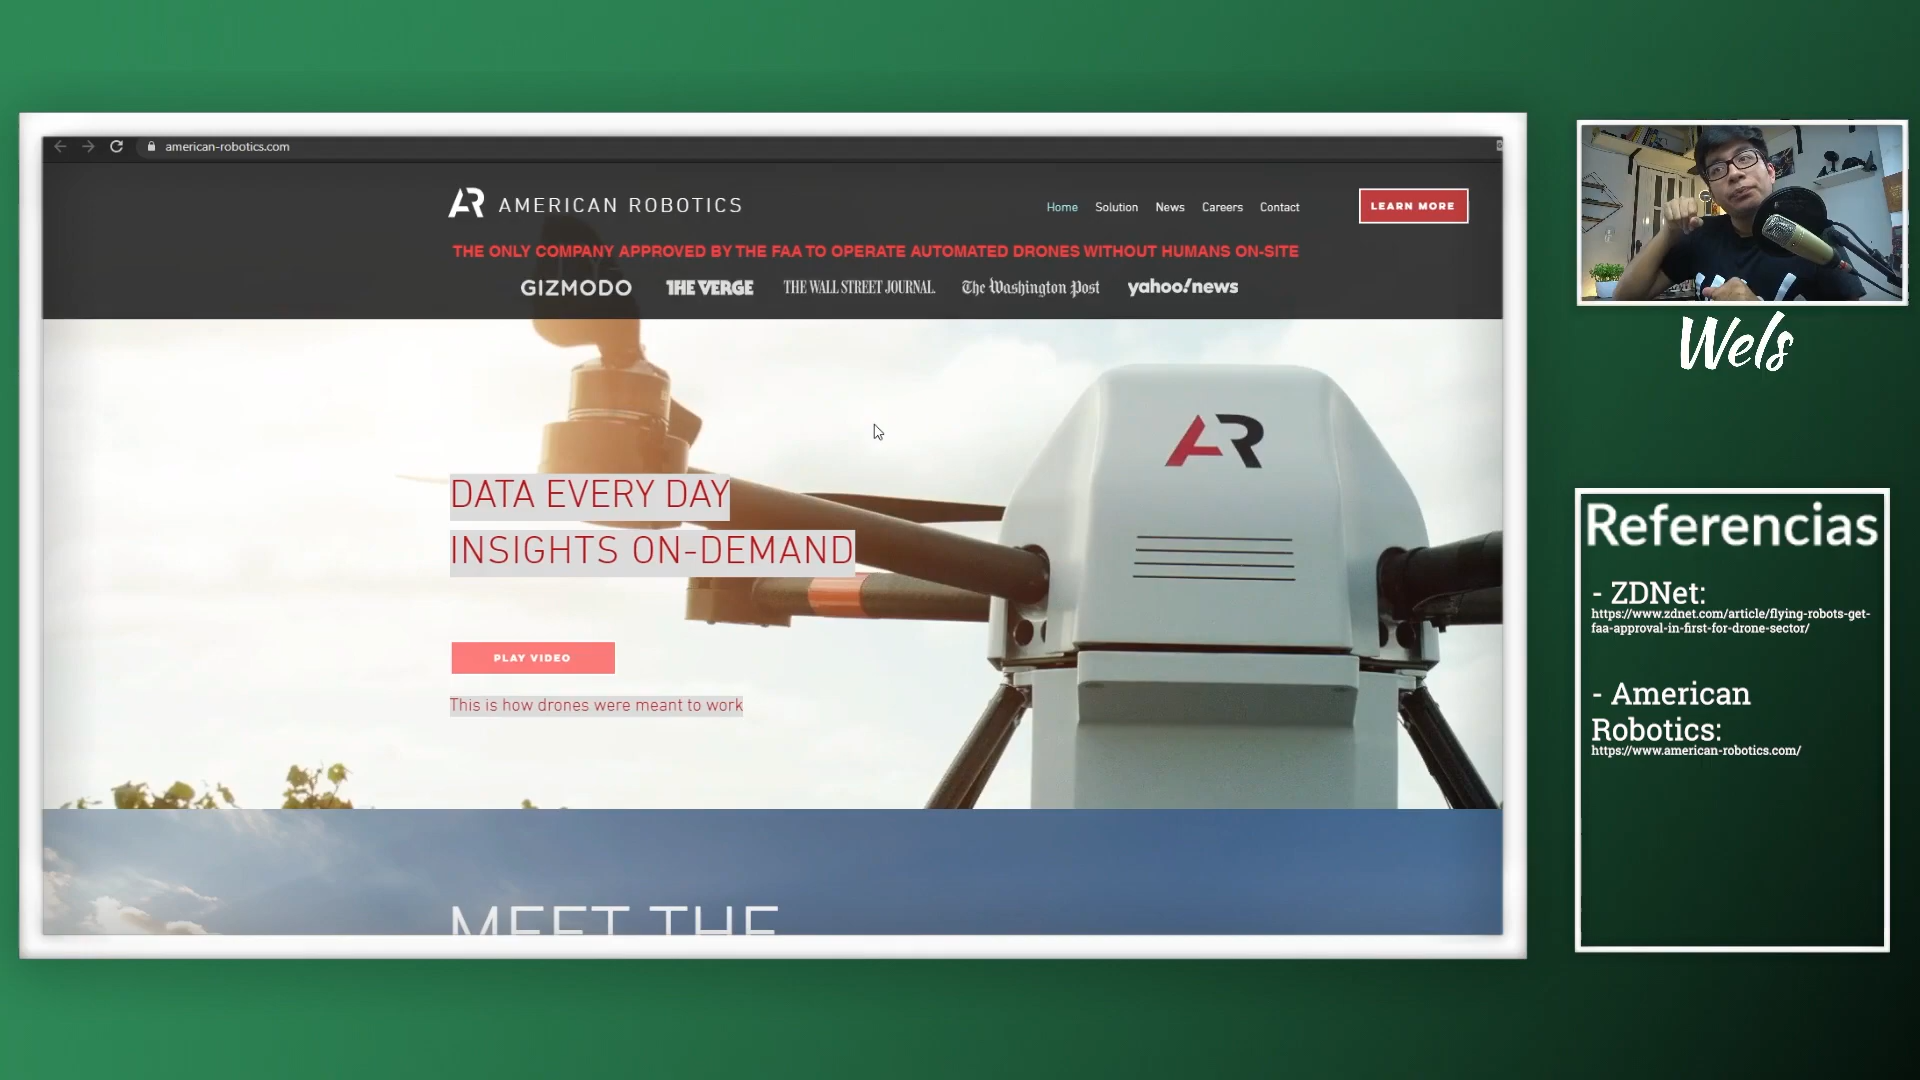 american-robotics.com
AR AMERICAN ROBOTICS
Home Solution News Careers Contact
LEARN MORE
THE ONLY COMPANY APPROVED BY THE FAA TO OPERATE AUTOMATED DRONES WITHOUT HUMANS ON-SITE
GIZMODO THE VERGE THE WALL STREET JOURNAL. The Washington Post yahoo!news
AR
DATA EVERY DAY
INSIGHTS ON-DEMAND
PLAY VIDEO
This is how drones were meant to work
MEET THE
Wels
Referencias
- ZDNet:
https://www.zdnet.com/article/flying-robots-get-
faa-approval-in-first-for-drone-sector/
- American
Robotics:
https://www.american-robotics.com/